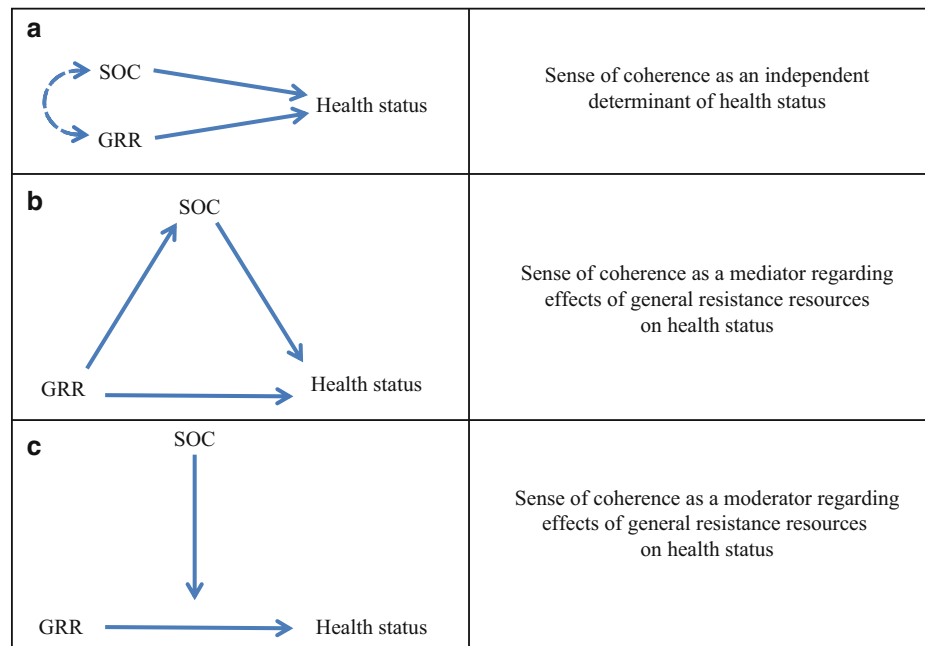 a
SOC
GRR
Health status
Sense of coherence as an independent
determinant of health status
b
SOC
GRR
Health status
Sense of coherence as a mediator regarding
effects of general resistance resources
on health status
c
SOC
GRR
Health status
Sense of coherence as a moderator regarding
effects of general resistance resources
on health status